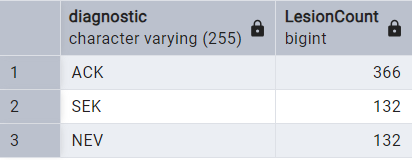 diagnostic LesionCount
character varying (255) bigint
1 ACK 366
2 SEK 132
3 NEV 132